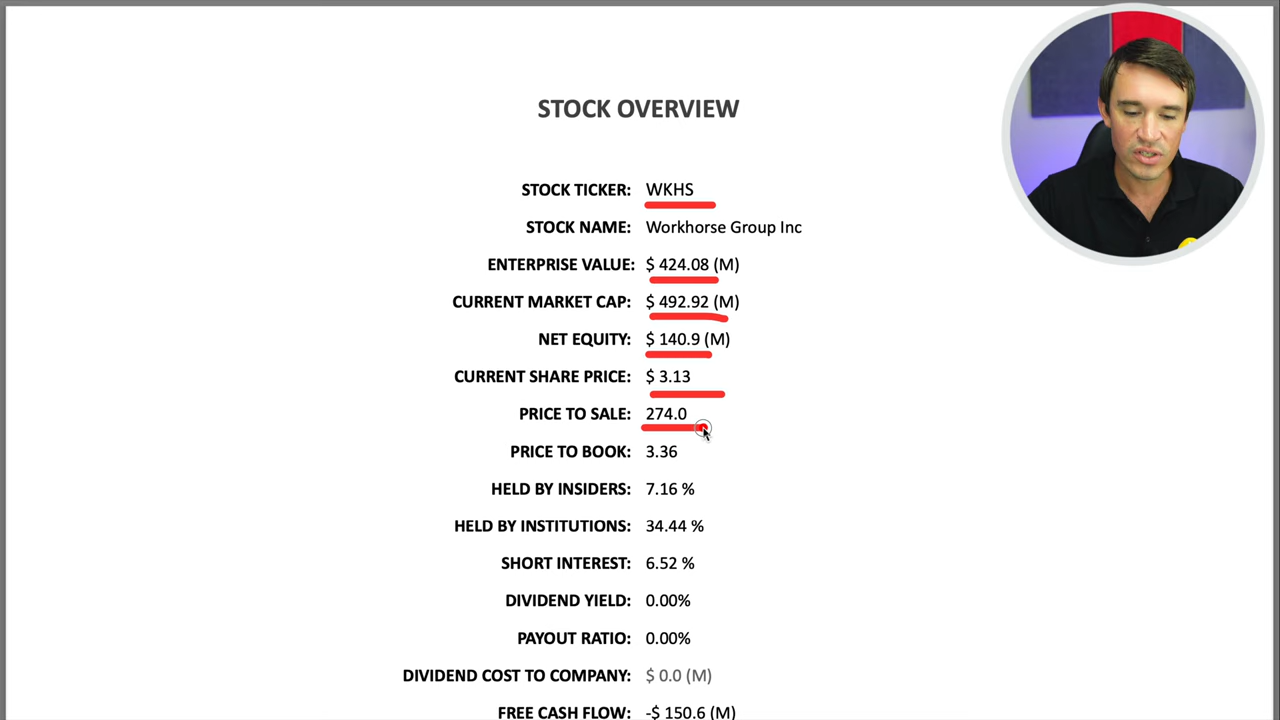 STOCK OVERVIEW
STOCK TICKER: WKHS
STOCK NAME: Workhorse Group Inc
ENTERPRISE VALUE: $ 424.08 (M)
CURRENT MARKET CAP: $ 492.92 (M)
NET EQUITY: $ 140.9 (M)
CURRENT SHARE PRICE: $ 3.13
PRICE TO SALE: 274.0
PRICE TO BOOK: 3.36
HELD BY INSIDERS: 7.16 %
HELD BY INSTITUTIONS: 34.44 %
SHORT INTEREST: 6.52 %
DIVIDEND YIELD: 0.00%
PAYOUT RATIO: 0.00%
DIVIDEND COST TO COMPANY: $ 0.0 (M)
FREE CASH FLOW: -$ 150.6 (M)